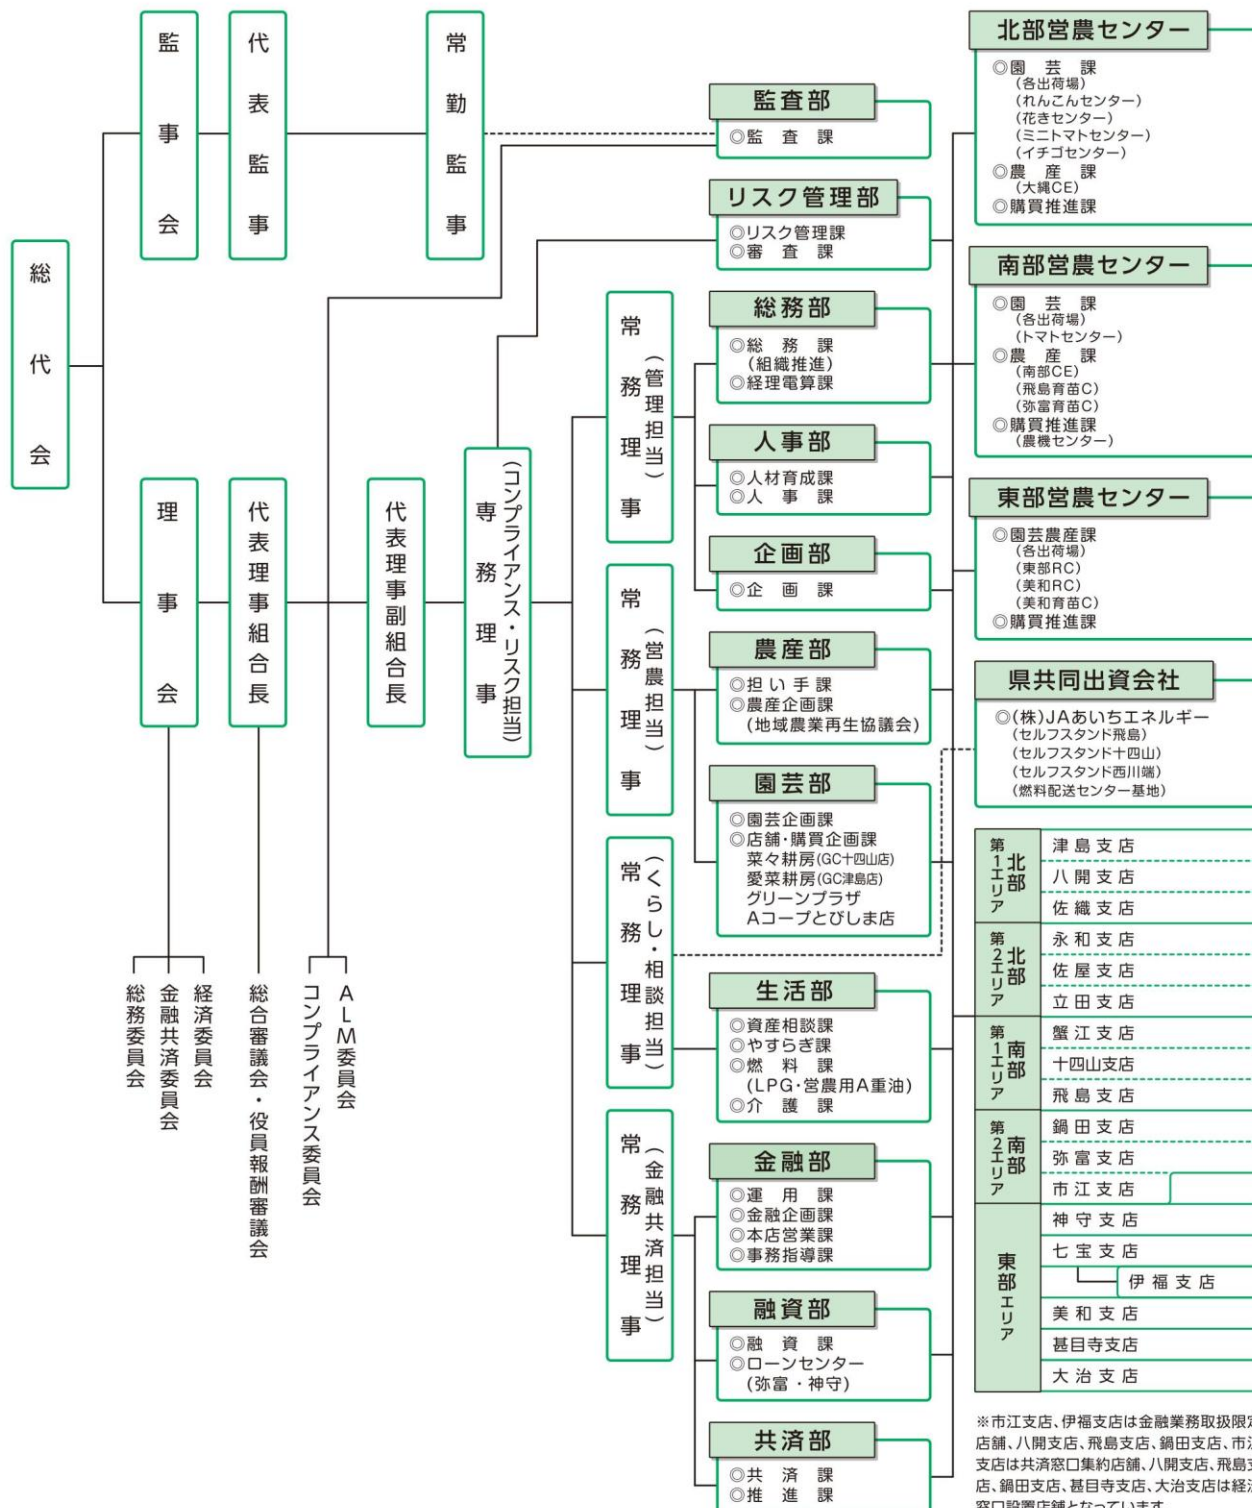 総代会
監事会
代表監事
常勤監事
理事会
代表理事組合長
代表理事副組合長
専務理事
(コンプライアンス・リスク担当)
総務委員会
金融共済委員会
経済委員会
総合審議会・役員報酬審議会
コンプライアンス委員会
ALM委員会
常務理事
(管理担当)
常務理事
(営農担当)
常務理事
(くらし・相談担当)
常務理事
(金融共済担当)
監査部
◎監査課
リスク管理部
◎リスク管理課
◎審査課
総務部
◎総務課
(組織推進)
◎経理電算課
人事部
◎人材育成課
◎人事課
企画部
◎企画課
農産部
◎担い手課
◎農産企画課
(地域農業再生協議会)
園芸部
◎園芸企画課
◎店舗・購買企画課
菜々耕房(GC十四山店)
愛菜耕房(GC津島店)
グリーンプラザ
Aコープとびしま店
生活部
◎資産相談課
◎やすらぎ課
◎燃料課
(LPG・営農用A重油)
◎介護課
金融部
◎運用課
◎金融企画課
◎本店営業課
◎事務指導課
融資部
◎融資課
◎ローンセンター
(弥富・神守)
共済部
◎共済課
◎推進課
北部営農センター
◎園芸課
(各出荷場)
(れんこんセンター)
(花きセンター)
(ミニトマトセンター)
(イチゴセンター)
◎農産課
(大縄CE)
◎購買推進課
南部営農センター
◎園芸課
(各出荷場)
(トマトセンター)
◎農産課
(南部CE)
(飛島育苗C)
(弥富育苗C)
◎購買推進課
(農機センター)
東部営農センター
◎園芸農産課
(各出荷場)
(東部RC)
(美和RC)
(美和育苗C)
◎購買推進課
県共同出資会社
◎(株)JAあいちエネルギー
(セルフスタンド飛島)
(セルフスタンド十四山)
(セルフスタンド西川端)
(燃料配送センター基地)
北部
第1エリア
津島支店
八開支店
佐織支店
北部
第2エリア
永和支店
佐屋支店
立田支店
南部
第1エリア
蟹江支店
十四山支店
飛島支店
南部
第2エリア
鍋田支店
弥富支店
市江支店
東部エリア
神守支店
七宝支店
伊福支店
美和支店
甚目寺支店
大治支店
※市江支店、伊福支店は金融業務取扱限定
店舗、八開支店、飛島支店、鍋田支店、市江
支店は共済窓口集約店舗、八開支店、飛島支
店、鍋田支店、甚目寺支店、大治支店は経済
窓口設置店舗となっています。